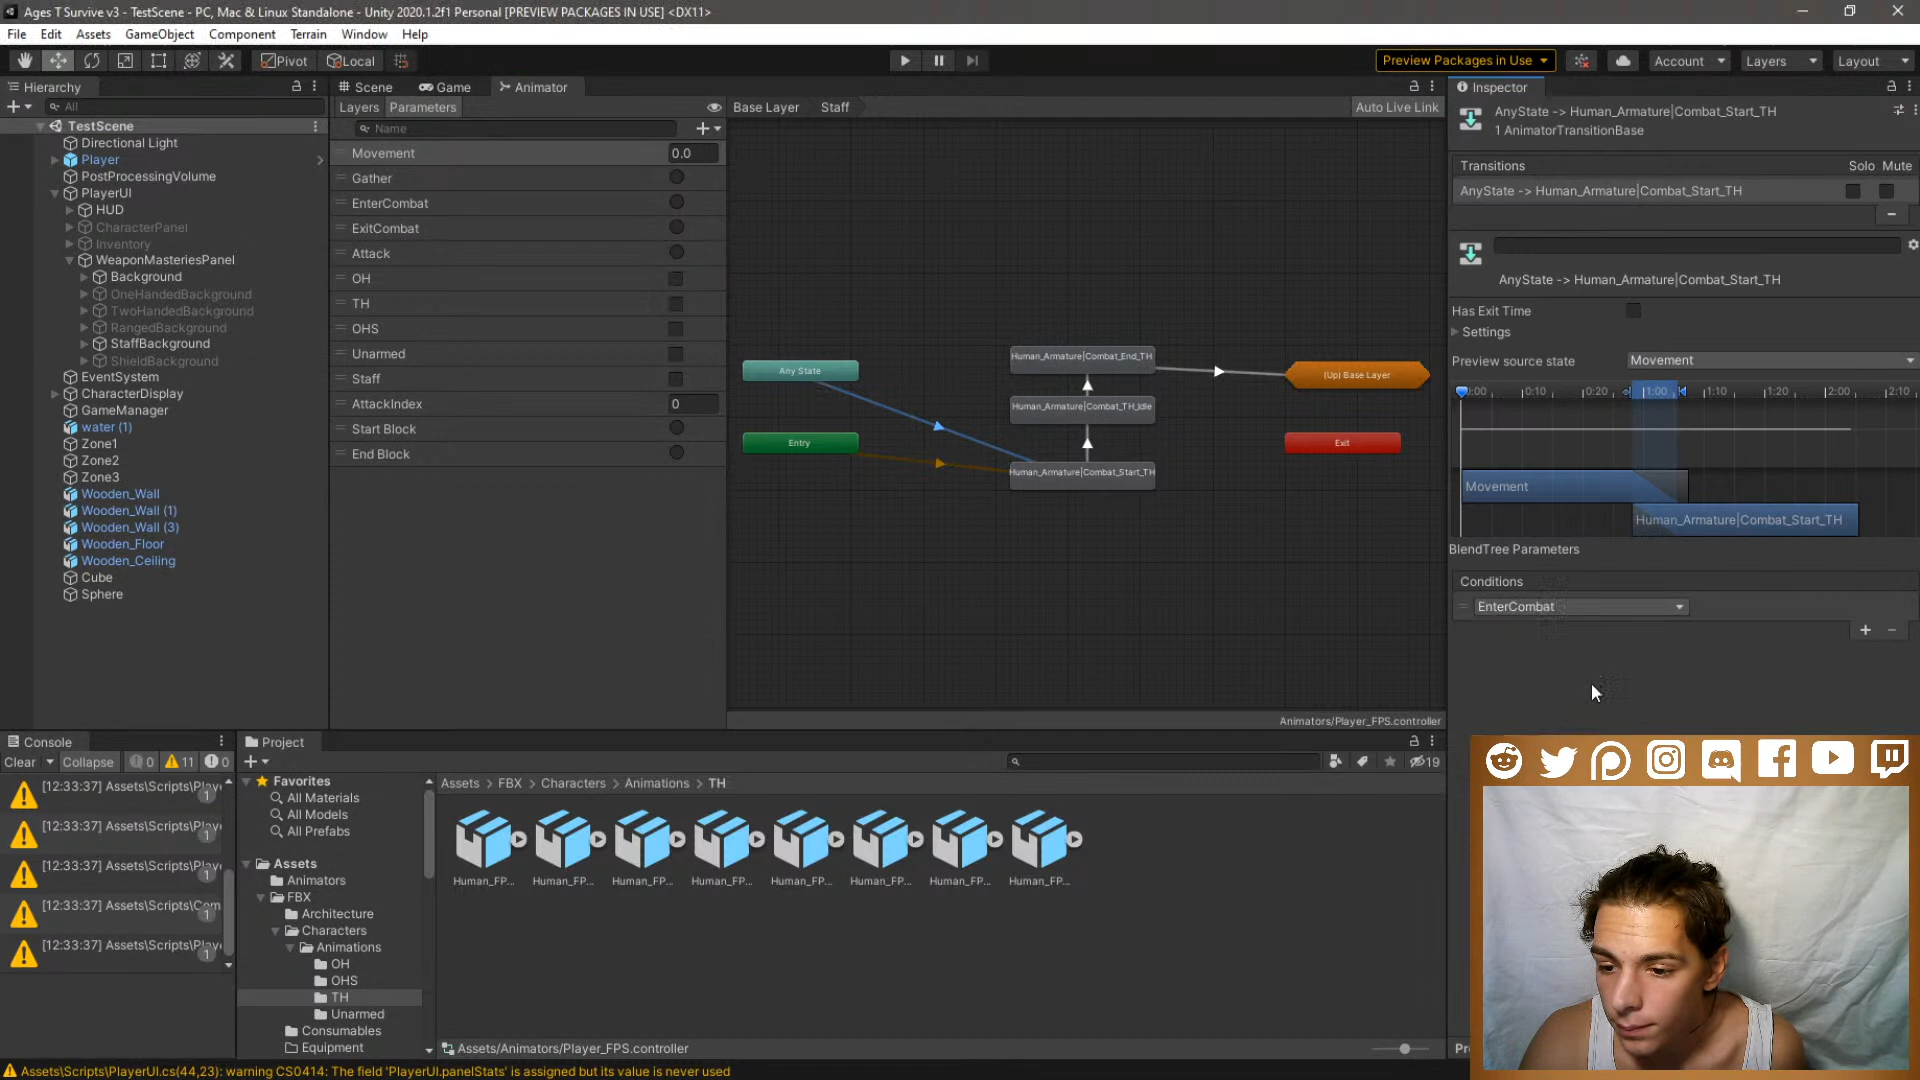 Ages T Survive v3 - TestScene - PC, Mac & Linux Standalone - Unity 2020.1.2f1 Personal [PREVIEW PACKAGES IN USE] <DX11>
File Edit Assets GameObject Component Terrain Window Help
Pivot Local Preview Packages in Use Account Layers Layout
Hierarchy
All
TestScene
Directional Light
Player
PostProcessingVolume
PlayerUI
HUD
CharacterPanel
Inventory
WeaponMasteriesPanel
Background
OneHandedBackground
TwoHandedBackground
RangedBackground
StaffBackground
ShieldBackground
EventSystem
CharacterDisplay
GameManager
water (1)
Zone1
Zone2
Zone3
Wooden_Wall
Wooden_Wall (1)
Wooden_Wall (3)
Wooden_Floor
Wooden_Ceiling
Cube
Sphere
Scene Game Animator
Layers Parameters
Name
Movement 0.0
Gather
EnterCombat
ExitCombat
Attack
OH
TH
OHS
Unarmed
Staff
AttackIndex 0
Start Block
End Block
Base Layer Staff Auto Live Link
Human_Armature|Combat_End_TH
Any State
(Up) Base Layer
Human_Armature|Combat_TH_Idle
Entry
Exit
Human_Armature|Combat_Start_TH
Animators/Player_FPS.controller
Inspector
AnyState -> Human_Armature|Combat_Start_TH
1 AnimatorTransitionBase
Transitions Solo Mute
AnyState -> Human_Armature|Combat_Start_TH
AnyState -> Human_Armature|Combat_Start_TH
Has Exit Time
Settings
Preview source state Movement
0:00 0:10 0:20 1:00 1:10 1:20 2:00 2:10
Movement
Human_Armature|Combat_Start_TH
BlendTree Parameters
Conditions
EnterCombat
Console
Clear Collapse 0 11 0
[12:33:37] Assets\Scripts\Playe
1
[12:33:37] Assets\Scripts\Playe
1
[12:33:37] Assets\Scripts\Playe
1
[12:33:37] Assets\Scripts\Com
1
[12:33:37] Assets\Scripts\Playe
1
Project
19
Favorites
All Materials
All Models
All Prefabs
Assets
Animators
FBX
Architecture
Characters
Animations
OH
OHS
TH
Unarmed
Consumables
Equipment
Assets > FBX > Characters > Animations > TH
Human_FP... Human_FP... Human_FP... Human_FP... Human_FP... Human_FP... Human_FP... Human_FP...
Assets/Animators/Player_FPS.controller
Assets\Scripts\PlayerUI.cs(44,23): warning CS0414: The field 'PlayerUI.panelStats' is assigned but its value is never used